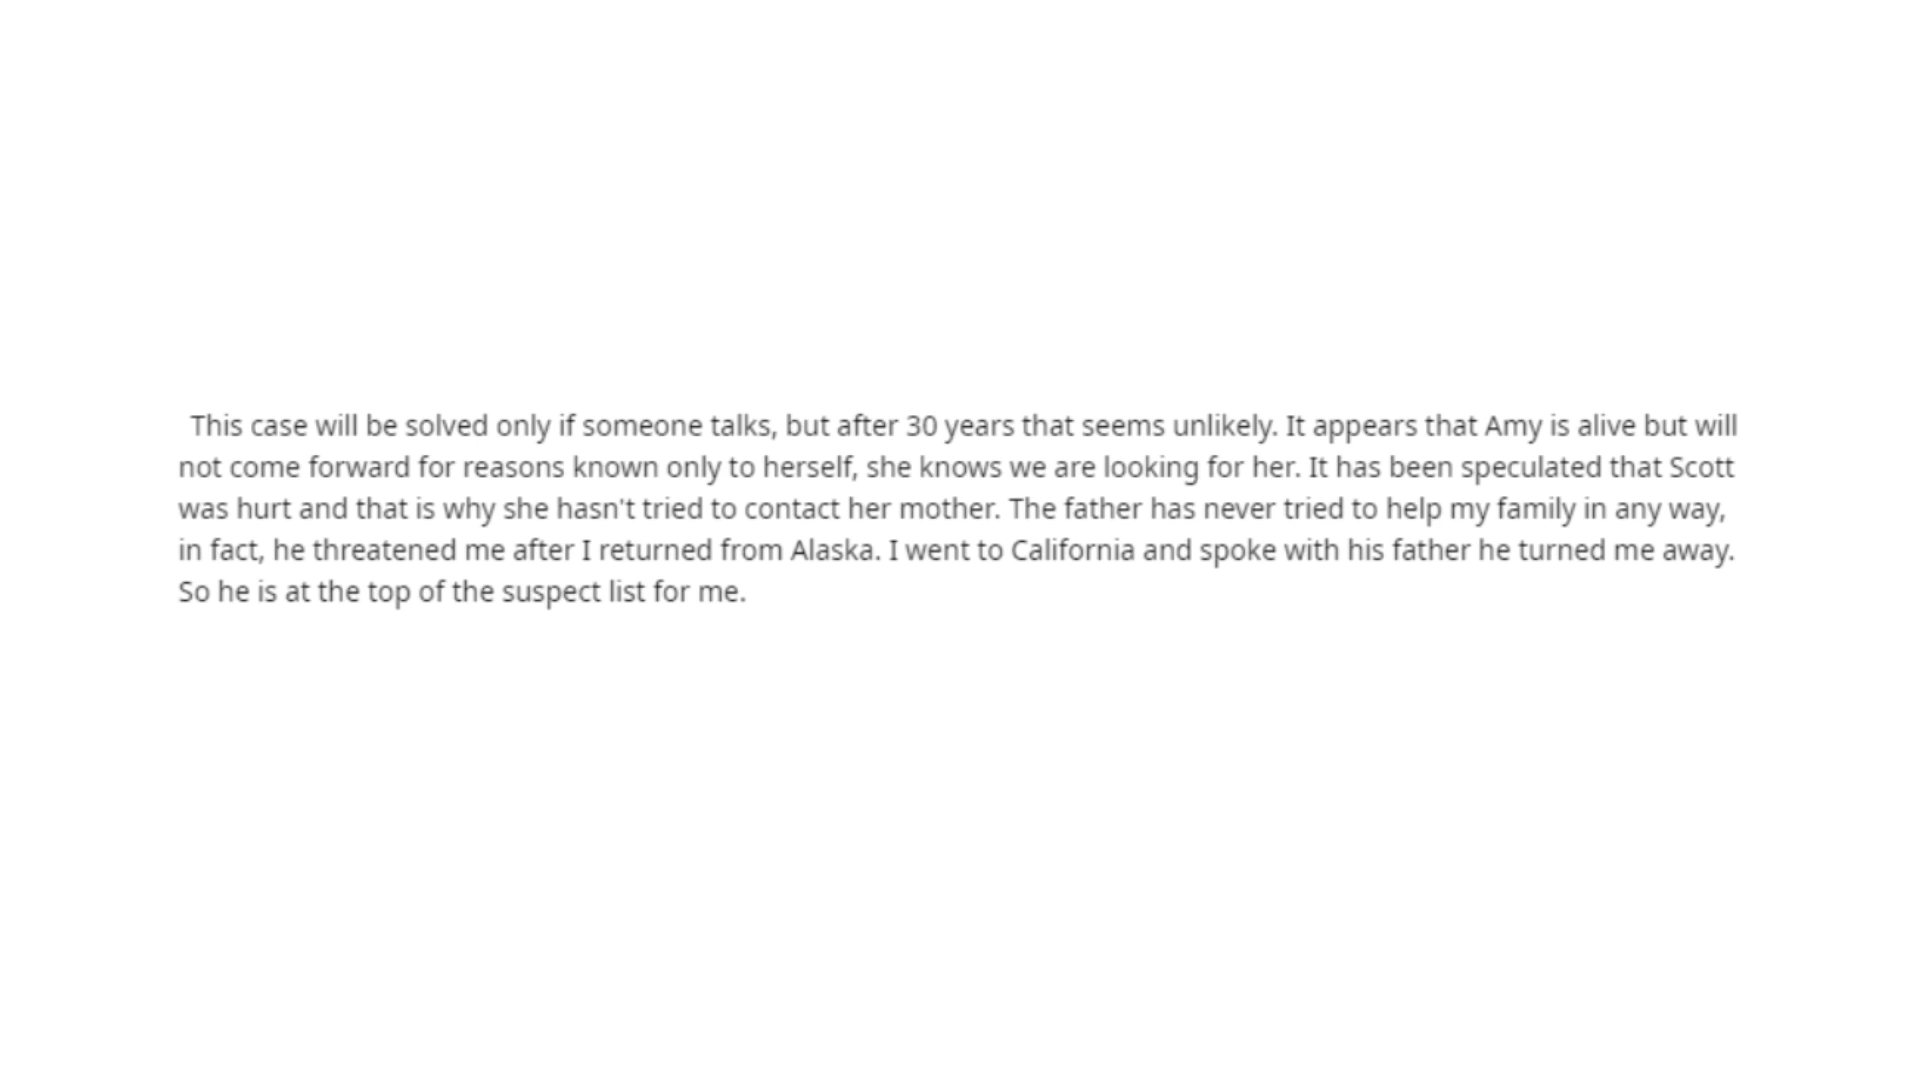 This case will be solved only if someone talks, but after 30 years that seems unlikely. It appears that Amy is alive but will
not come forward for reasons known only to herself, she knows we are looking for her. It has been speculated that Scott
was hurt and that is why she hasn't tried to contact her mother. The father has never tried to help my family in any way,
in fact, he threatened me after I returned from Alaska. I went to California and spoke with his father he turned me away.
So he is at the top of the suspect list for me.